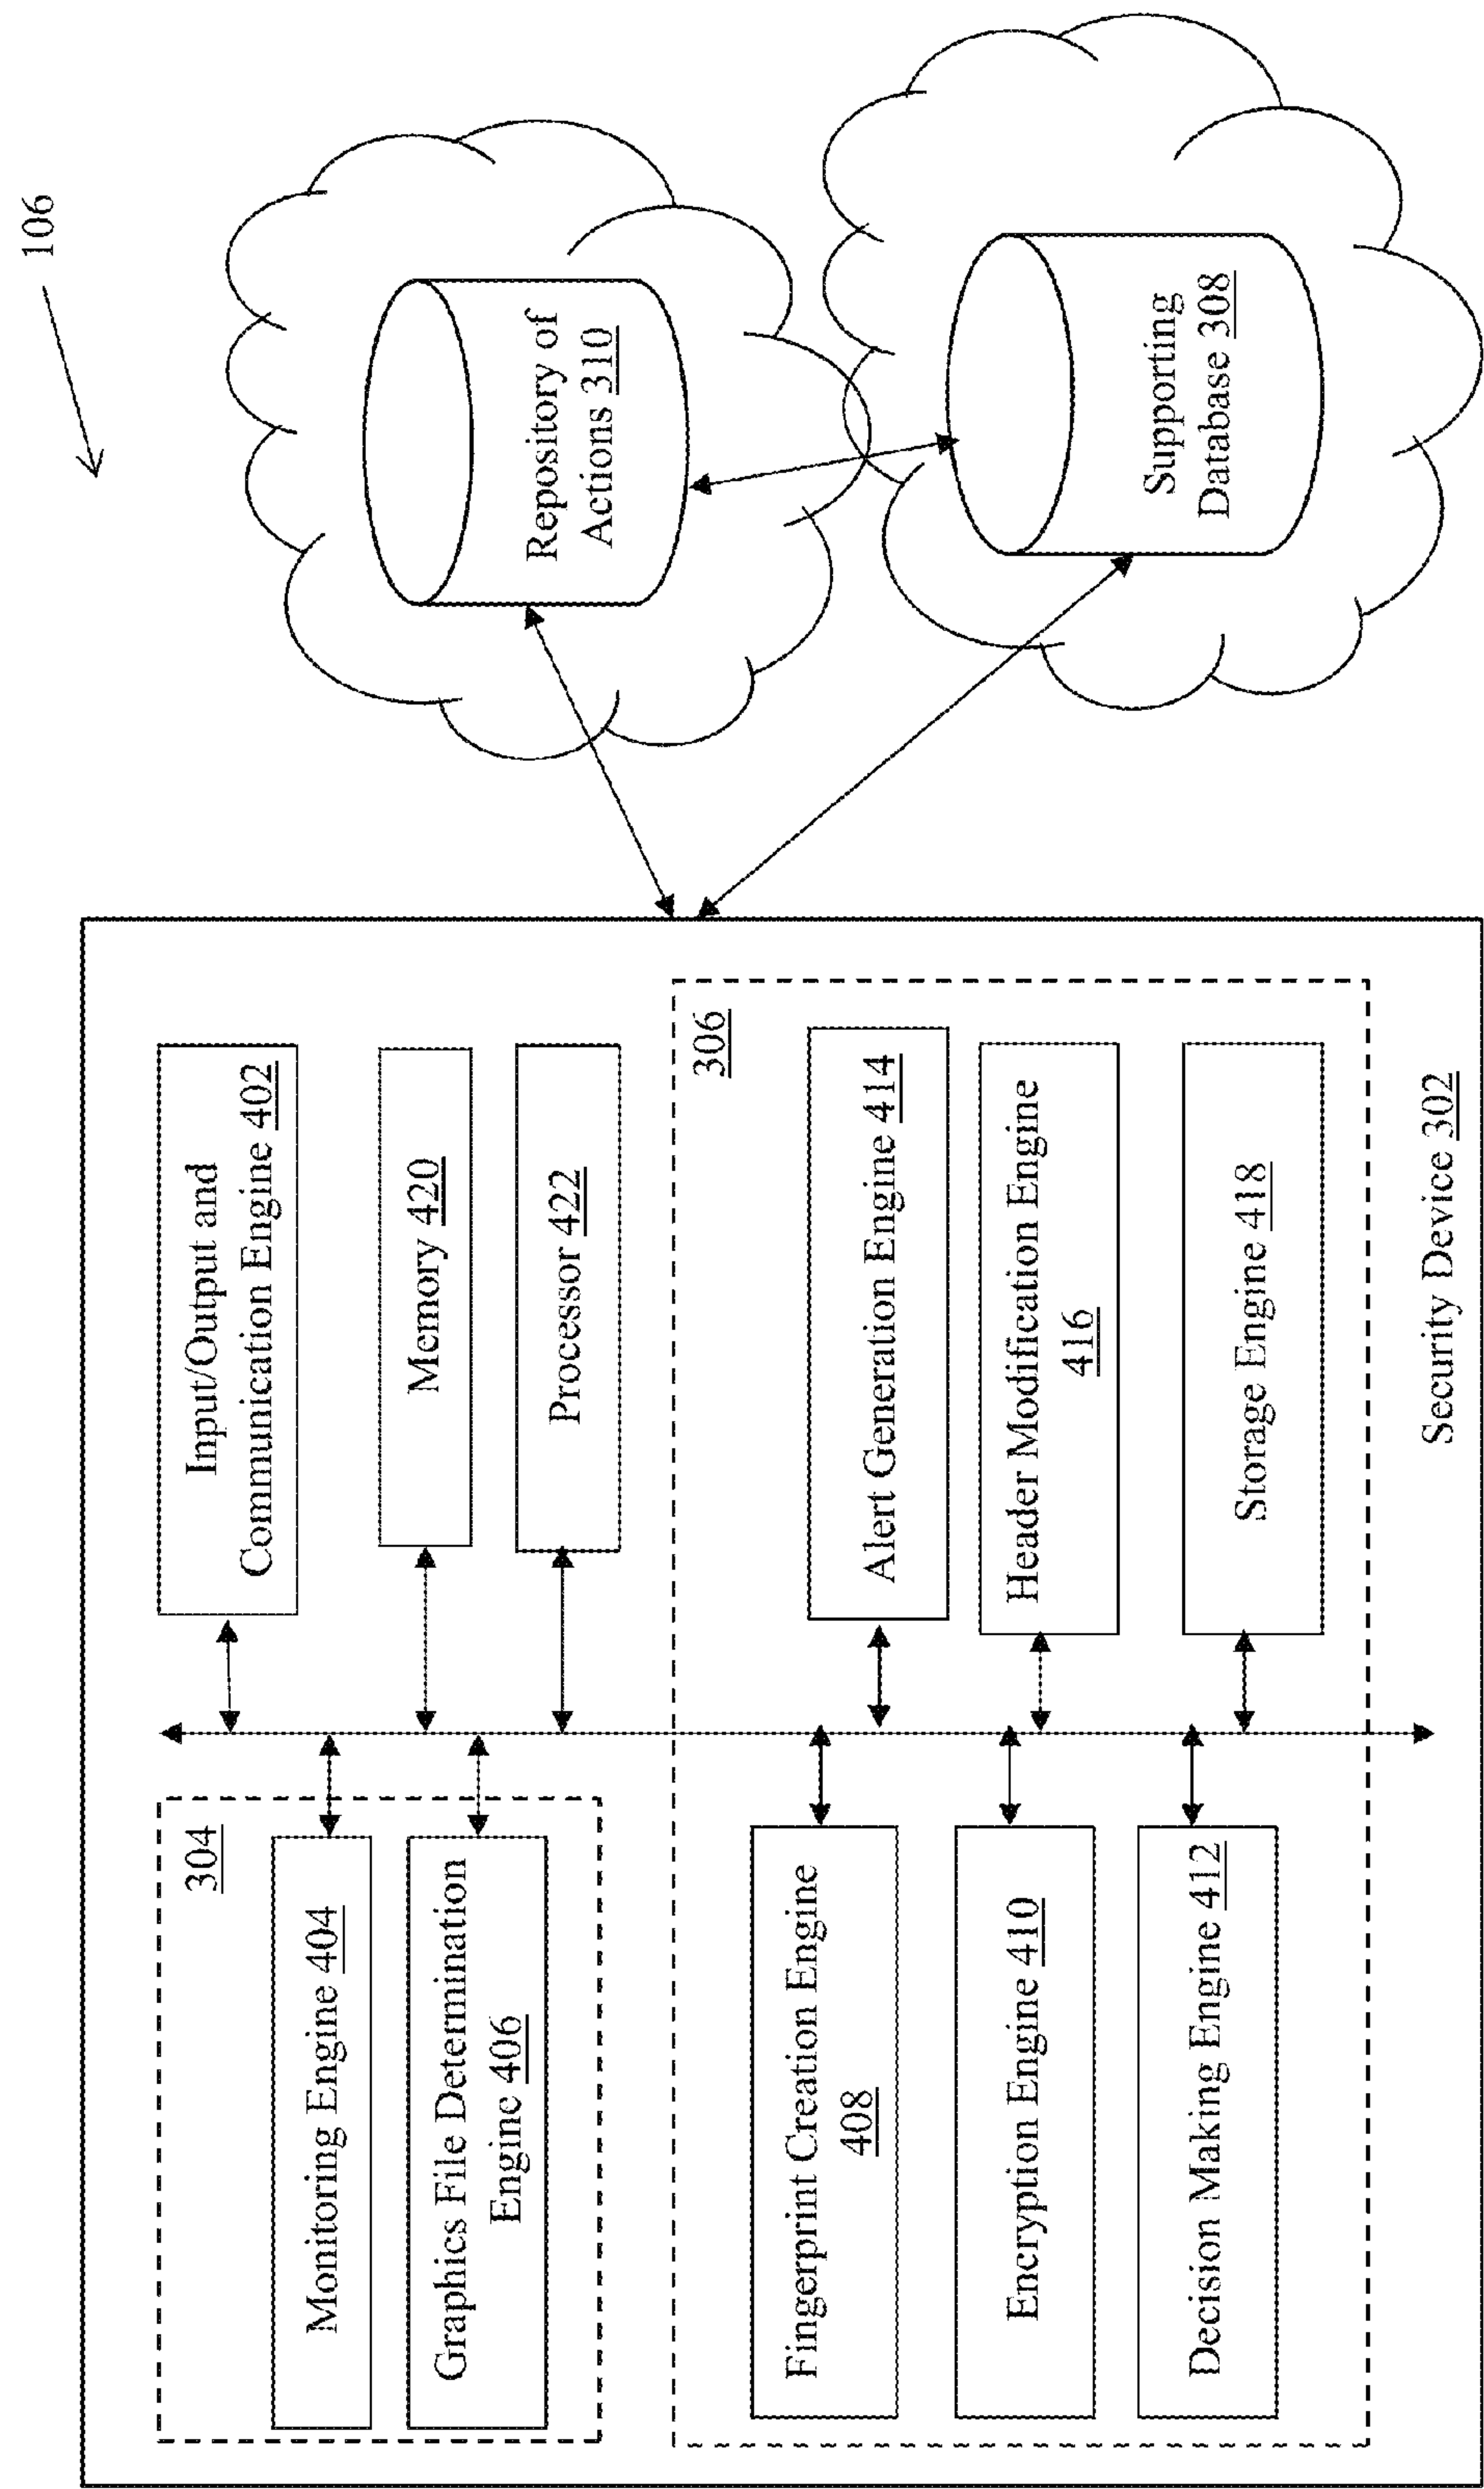 106
304
Monitoring Engine 404
Graphics File Determination
Engine 406
Input/Output and
Communication Engine 402
Memory 420
Processor 422
306
Fingerprint Creation Engine
408
Encryption Engine 410
Decision Making Engine 412
Alert Generation Engine 414
Header Modification Engine
416
Storage Engine 418
Security Device 302
Repository of
Actions 310
Supporting
Database 308